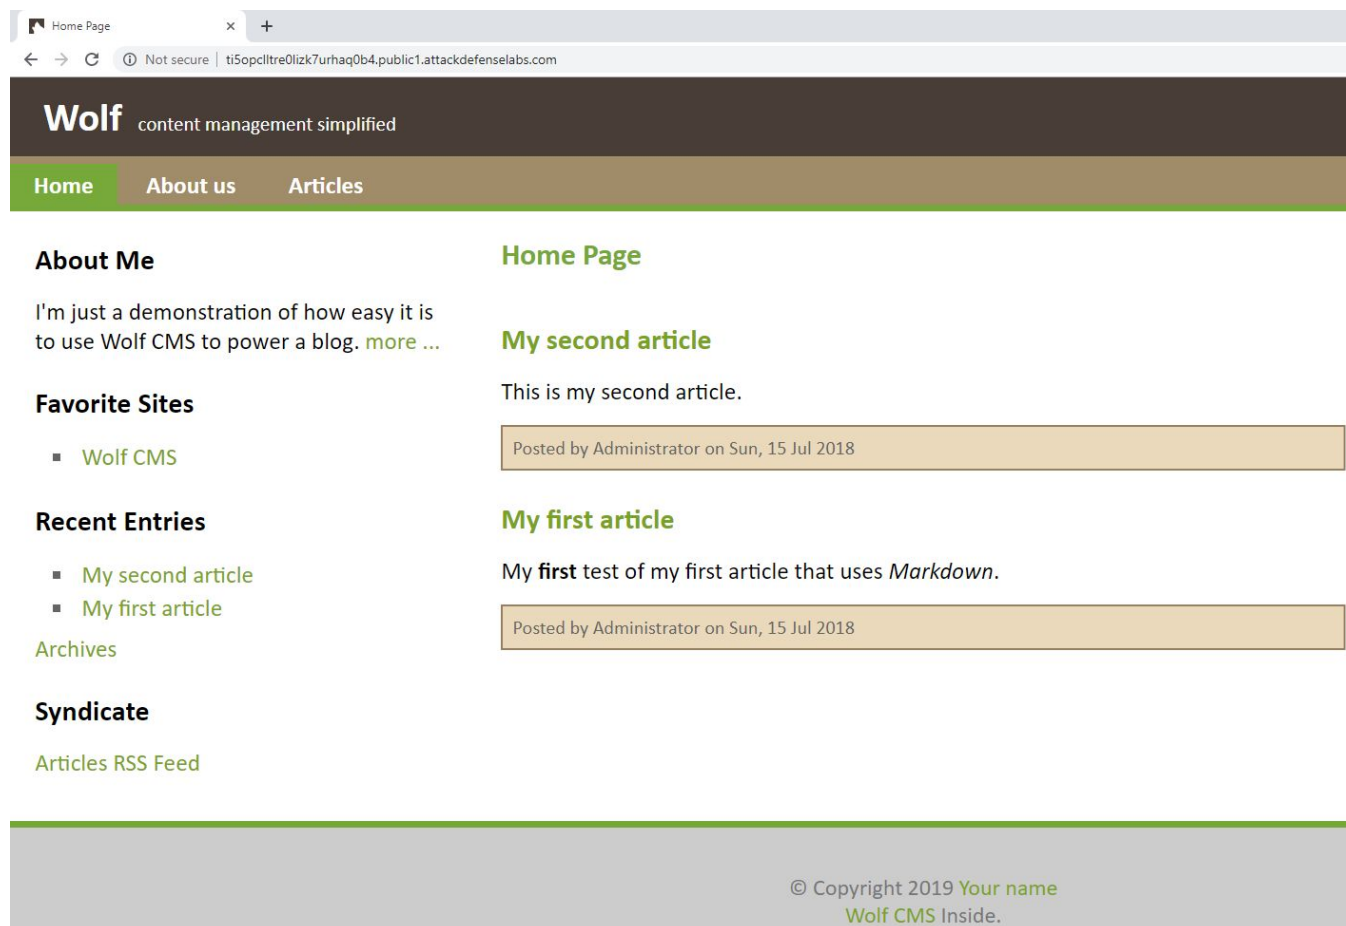 Home Page
Not secure | ti5opclltre0lizk7urhaq0b4.public1.attackdefenselabs.com
Wolf content management simplified
Home About us Articles
About Me
I'm just a demonstration of how easy it is
to use Wolf CMS to power a blog. more ...
Favorite Sites
Wolf CMS
Recent Entries
My second article
My first article
Archives
Syndicate
Articles RSS Feed
Home Page
My second article
This is my second article.
Posted by Administrator on Sun, 15 Jul 2018
My first article
My first test of my first article that uses Markdown.
Posted by Administrator on Sun, 15 Jul 2018
© Copyright 2019 Your name
Wolf CMS Inside.